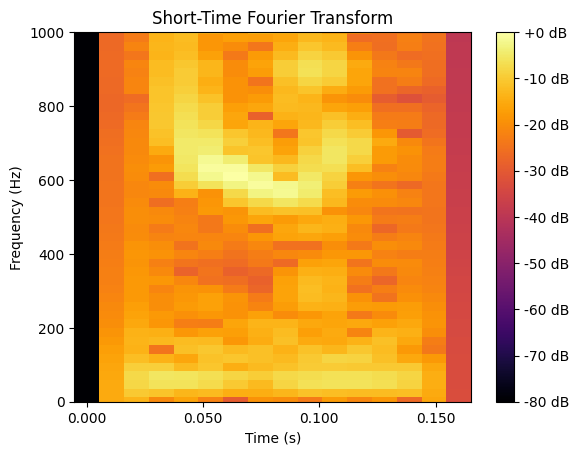 Short-Time Fourier Transform
1000
800
600
400
200
0
Frequency (Hz)
0.000
0.050
0.100
0.150
Time (s)
+0 dB
-10 dB
-20 dB
-30 dB
-40 dB
-50 dB
-60 dB
-70 dB
-80 dB